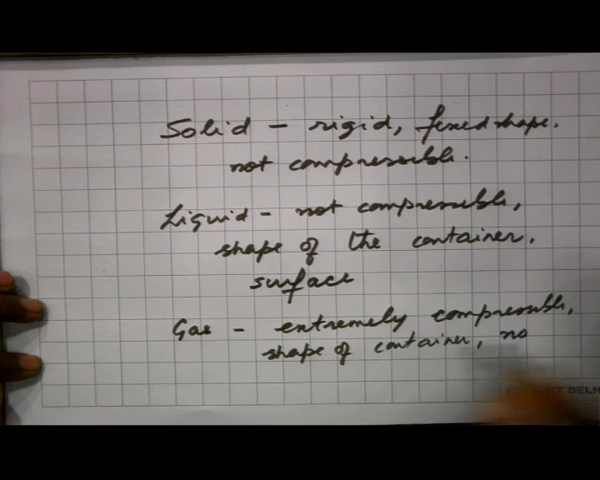 Solid - rigid, fixed shape.
not compressible.
Liquid - not compressible,
shape of the container.
surface
Gas - extremely compressible,
shape of container, no
DELH